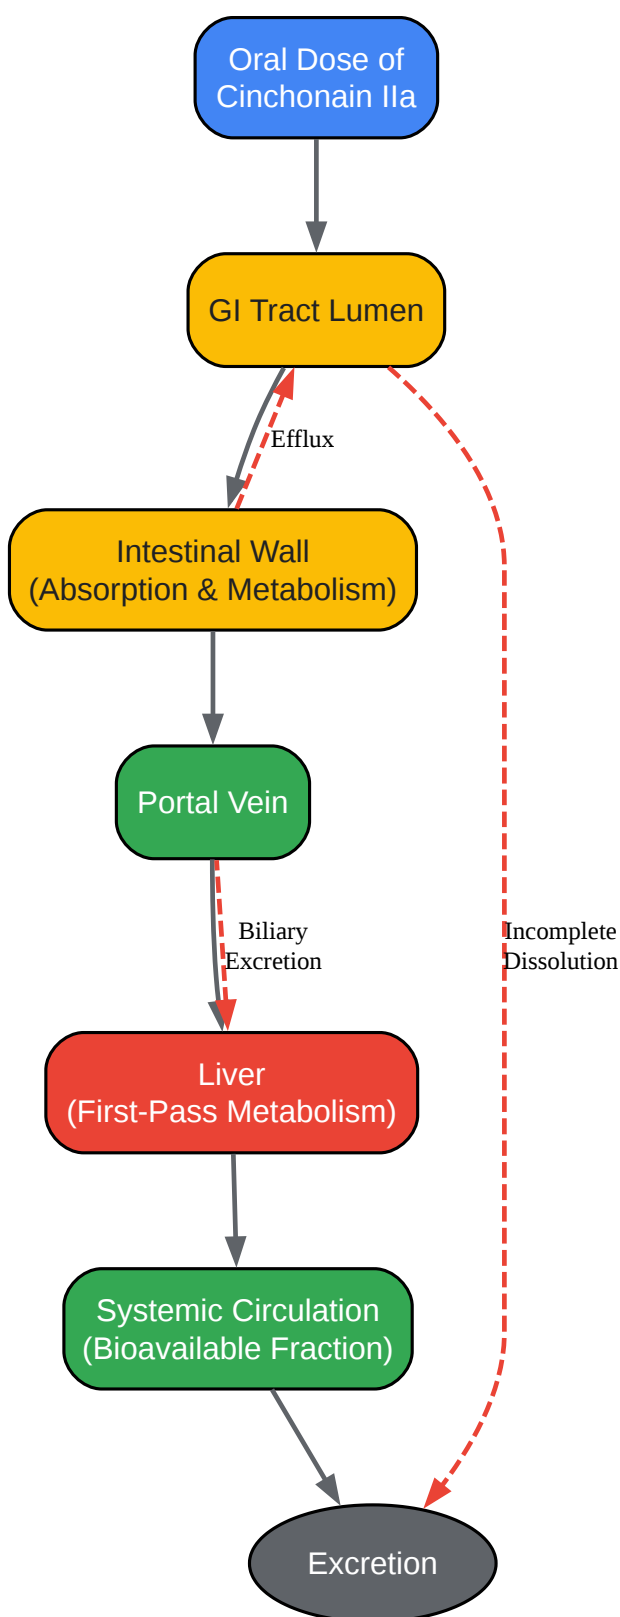 Oral Dose of
Cinchonain IIa
GI Tract Lumen
Efflux
Intestinal Wall
(Absorption & Metabolism)
Portal Vein
Biliary
Excretion
Incomplete
Dissolution
Liver
(First-Pass Metabolism)
Systemic Circulation
(Bioavailable Fraction)
Excretion